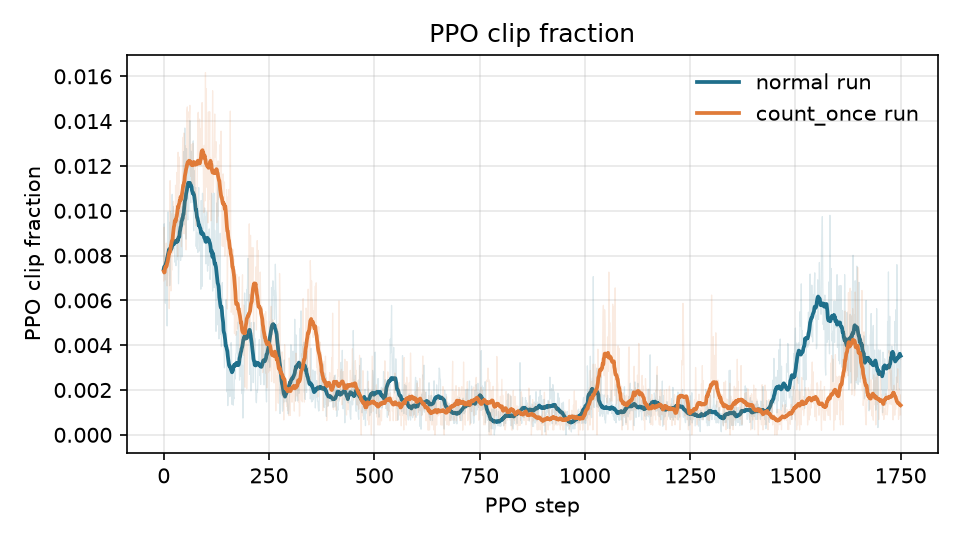 PPO clip fraction
normal run
count_once run
0.016
0.014
0.012
0.010
0.008
0.006
0.004
0.002
0.000
PPO clip fraction
0 250 500 750 1000 1250 1500 1750
PPO step